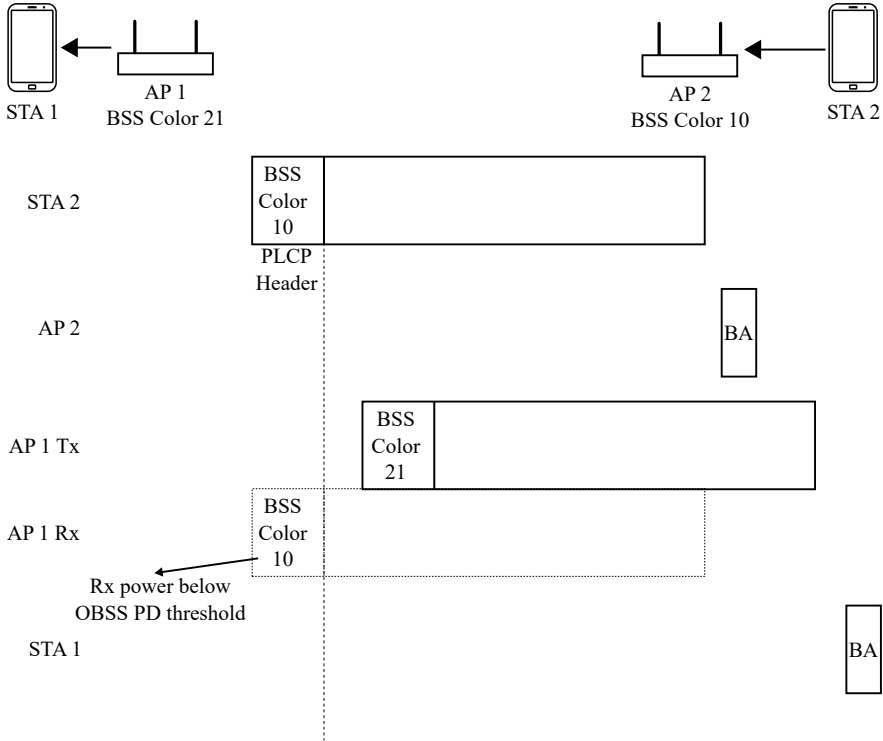 STA 1
AP 1
BSS Color 21
AP 2
BSS Color 10
STA 2
STA 2
BSS
Color
10
PLCP
Header
AP 2
BA
AP 1 Tx
BSS
Color
21
AP 1 Rx
BSS
Color
10
Rx power below
OBSS PD threshold
STA 1
BA